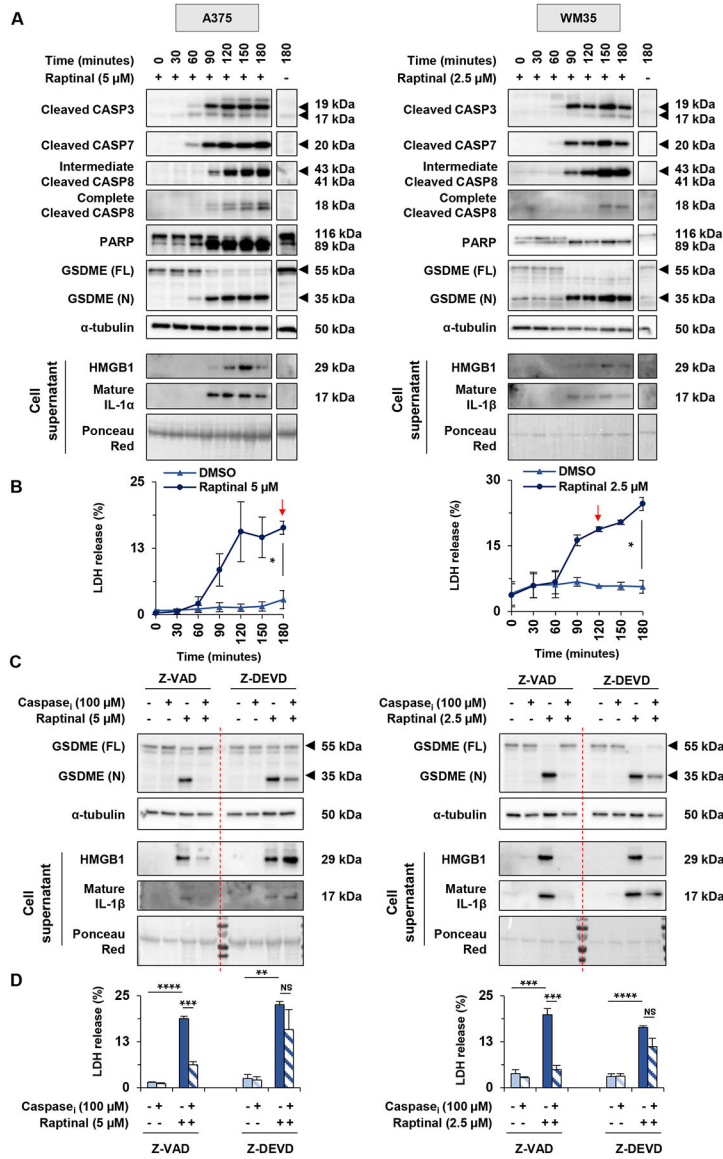 A
A375
Time (minutes) 0 30 60 90 120 150 180 180
Raptinal (5 µM) + + + + + + + -
Cleaved CASP3 19 kDa
17 kDa
Cleaved CASP7 20 kDa
Intermediate 43 kDa
Cleaved CASP8 41 kDa
Complete
Cleaved CASP8 18 kDa
PARP 116 kDa
89 kDa
GSDME (FL) 55 kDa
GSDME (N) 35 kDa
α-tubulin 50 kDa
Cell supernatant
HMGB1 29 kDa
Mature
IL-1α 17 kDa
Ponceau
Red
WM35
Time (minutes) 0 30 60 90 120 150 180 180
Raptinal (2.5 µM) + + + + + + + -
Cleaved CASP3 19 kDa
17 kDa
Cleaved CASP7 20 kDa
Intermediate 43 kDa
Cleaved CASP8 41 kDa
Complete
Cleaved CASP8 18 kDa
PARP 116 kDa
89 kDa
GSDME (FL) 55 kDa
GSDME (N) 35 kDa
α-tubulin 50 kDa
Cell supernatant
HMGB1 29 kDa
Mature
IL-1β 17 kDa
Ponceau
Red
B
DMSO
Raptinal 5 µM
LDH release (%)
25
13
0
*
0 30 60 90 120 150 180
Time (minutes)
DMSO
Raptinal 2.5 µM
LDH release (%)
30
15
0
*
0 30 60 90 120 150 180
Time (minutes)
C
Z-VAD Z-DEVD
Caspasei (100 µM) - + - + - + - +
Raptinal (5 µM) - - + + - - + +
GSDME (FL) 55 kDa
GSDME (N) 35 kDa
α-tubulin 50 kDa
Cell supernatant
HMGB1 29 kDa
Mature
IL-1β 17 kDa
Ponceau
Red
Z-VAD Z-DEVD
Caspasei (100 µM) - + - + - + - +
Raptinal (2.5 µM) - - + + - - + +
GSDME (FL) 55 kDa
GSDME (N) 35 kDa
α-tubulin 50 kDa
Cell supernatant
HMGB1 29 kDa
Mature
IL-1β 17 kDa
Ponceau
Red
D
LDH release (%)
25
13
0
**** *** ** NS
Caspasei (100 µM) - + - + - + - +
Raptinal (5 µM) - - + + - - + +
Z-VAD Z-DEVD
LDH release (%)
25
13
0
*** *** **** NS
Caspasei (100 µM) - + - + - + - +
Raptinal (2.5 µM) - - + + - - + +
Z-VAD Z-DEVD